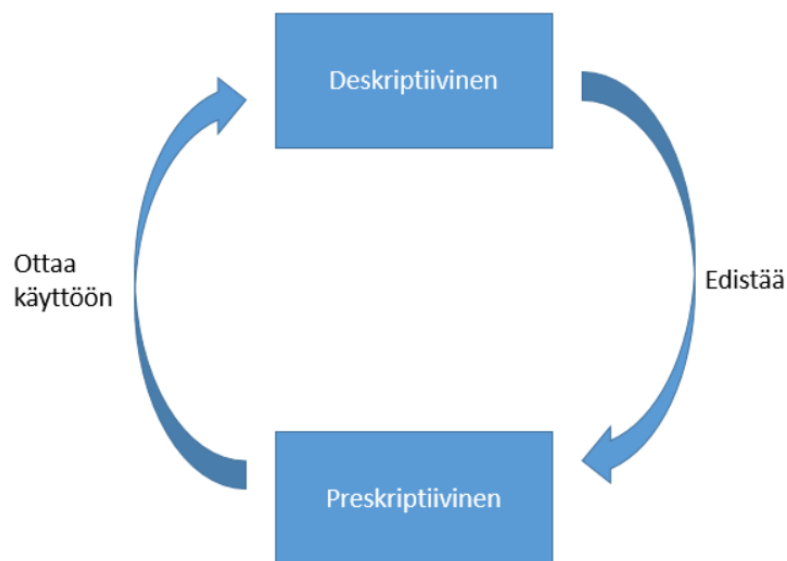 Deskriptiivinen
Ottaa
käyttöön
Edistää
Preskriptiivinen